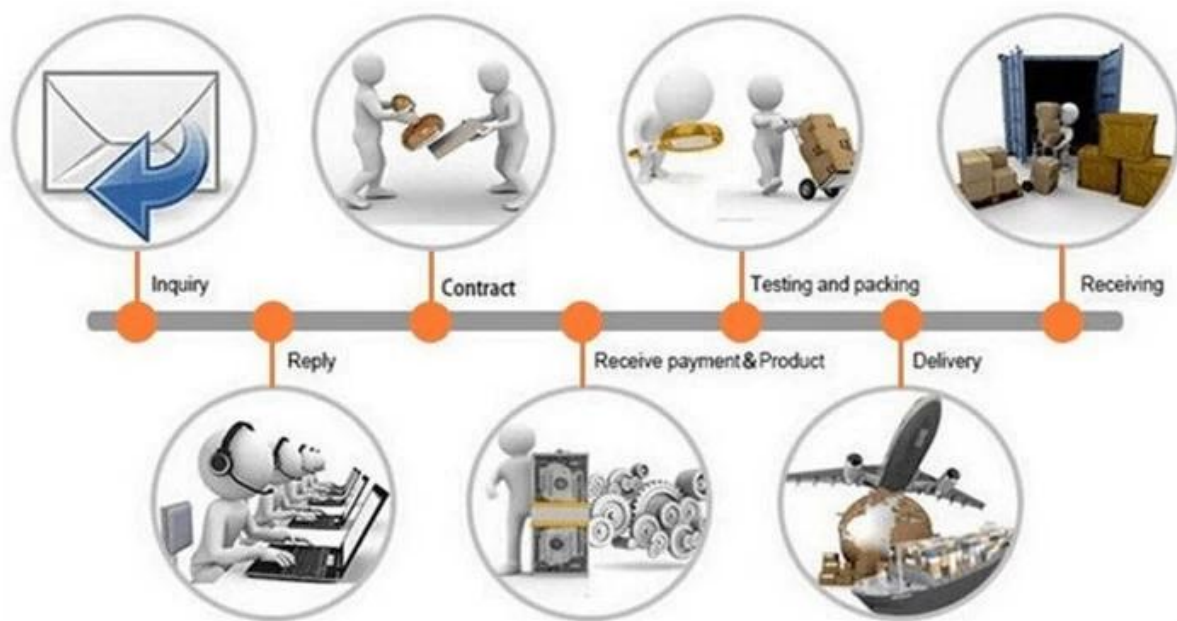 Inquiry
Reply
Contract
Receive payment&Product
Testing and packing
Delivery
Receiving